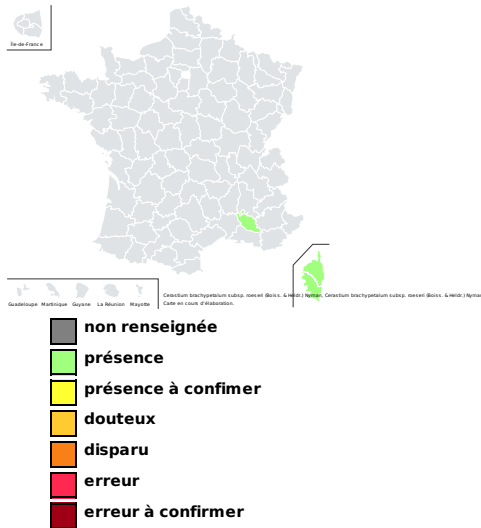 Île-de-France
Guadeloupe Martinique Guyane La Réunion Mayotte
Cerastium brachypetalum subsp. roeseri (Boiss. & Heldr.) Nyman, Cerastium brachypetalum subsp. roeseri (Boiss. & Heldr.) Nyman
Carte en cours d'élaboration.
non renseignée
présence
présence à confimer
douteux
disparu
erreur
erreur à confirmer